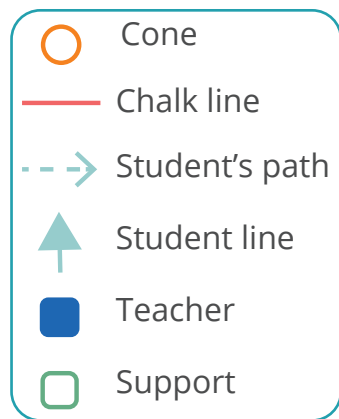 Cone
Chalk line
Student’s path
Student line
Teacher
Support